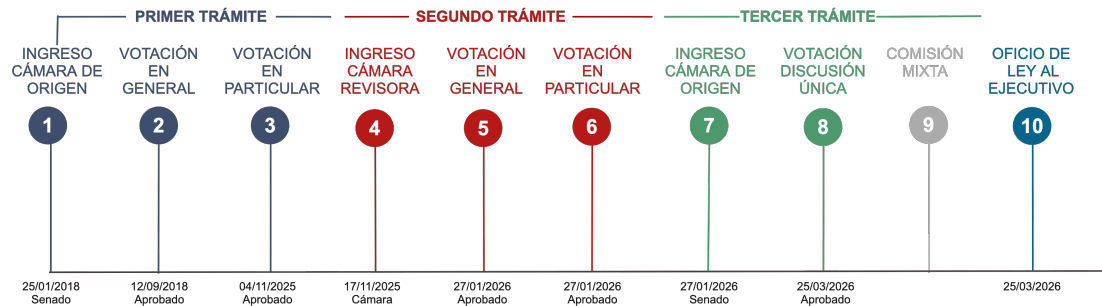 PRIMER TRÁMITE
SEGUNDO TRÁMITE
TERCER TRÁMITE
INGRESO
CÁMARA DE
ORIGEN
VOTACIÓN
EN
GENERAL
VOTACIÓN
EN
PARTICULAR
INGRESO
CÁMARA
REVISORA
VOTACIÓN
EN
GENERAL
VOTACIÓN
EN
PARTICULAR
INGRESO
CÁMARA DE
ORIGEN
VOTACIÓN
DISCUSIÓN
ÚNICA
COMISIÓN
MIXTA
OFICIO DE
LEY AL
EJECUTIVO
1
2
3
4
5
6
7
8
9
10
25/01/2018
Senado
12/09/2018
Aprobado
04/11/2025
Aprobado
17/11/2025
Cámara
27/01/2026
Aprobado
27/01/2026
Aprobado
27/01/2026
Senado
25/03/2026
Aprobado
25/03/2026